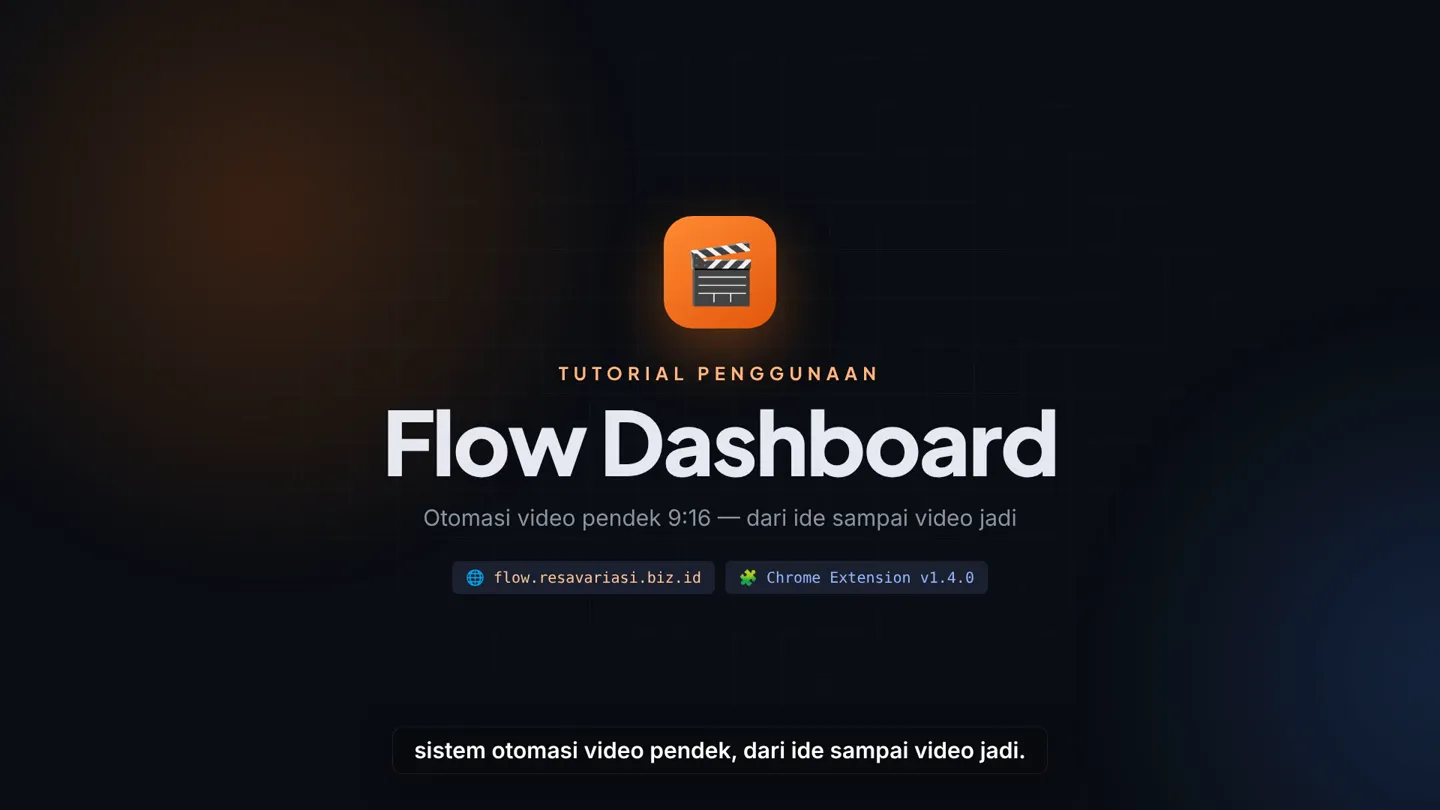 TUTORIAL PENGGUNAAN
Flow Dashboard
Otomasi video pendek 9:16 — dari ide sampai video jadi
flow.resavariasi.biz.id
Chrome Extension v1.4.0
sistem otomasi video pendek, dari ide sampai video jadi.